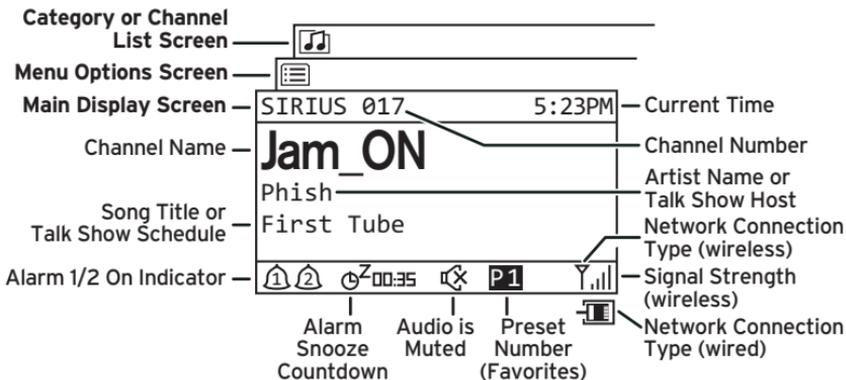 Category or Channel
List Screen
Menu Options Screen
Main Display Screen
SIRIUS 017
5:23PM
Current Time
Channel Name
Jam_ON
Channel Number
Phish
Artist Name or
Talk Show Host
Song Title or
Talk Show Schedule
First Tube
Network Connection
Type (wireless)
Alarm 1/2 On Indicator
1 2 Z00:35 P1
Signal Strength
(wireless)
Alarm
Snooze
Countdown
Audio is
Muted
Preset
Number
(Favorites)
Network Connection
Type (wired)